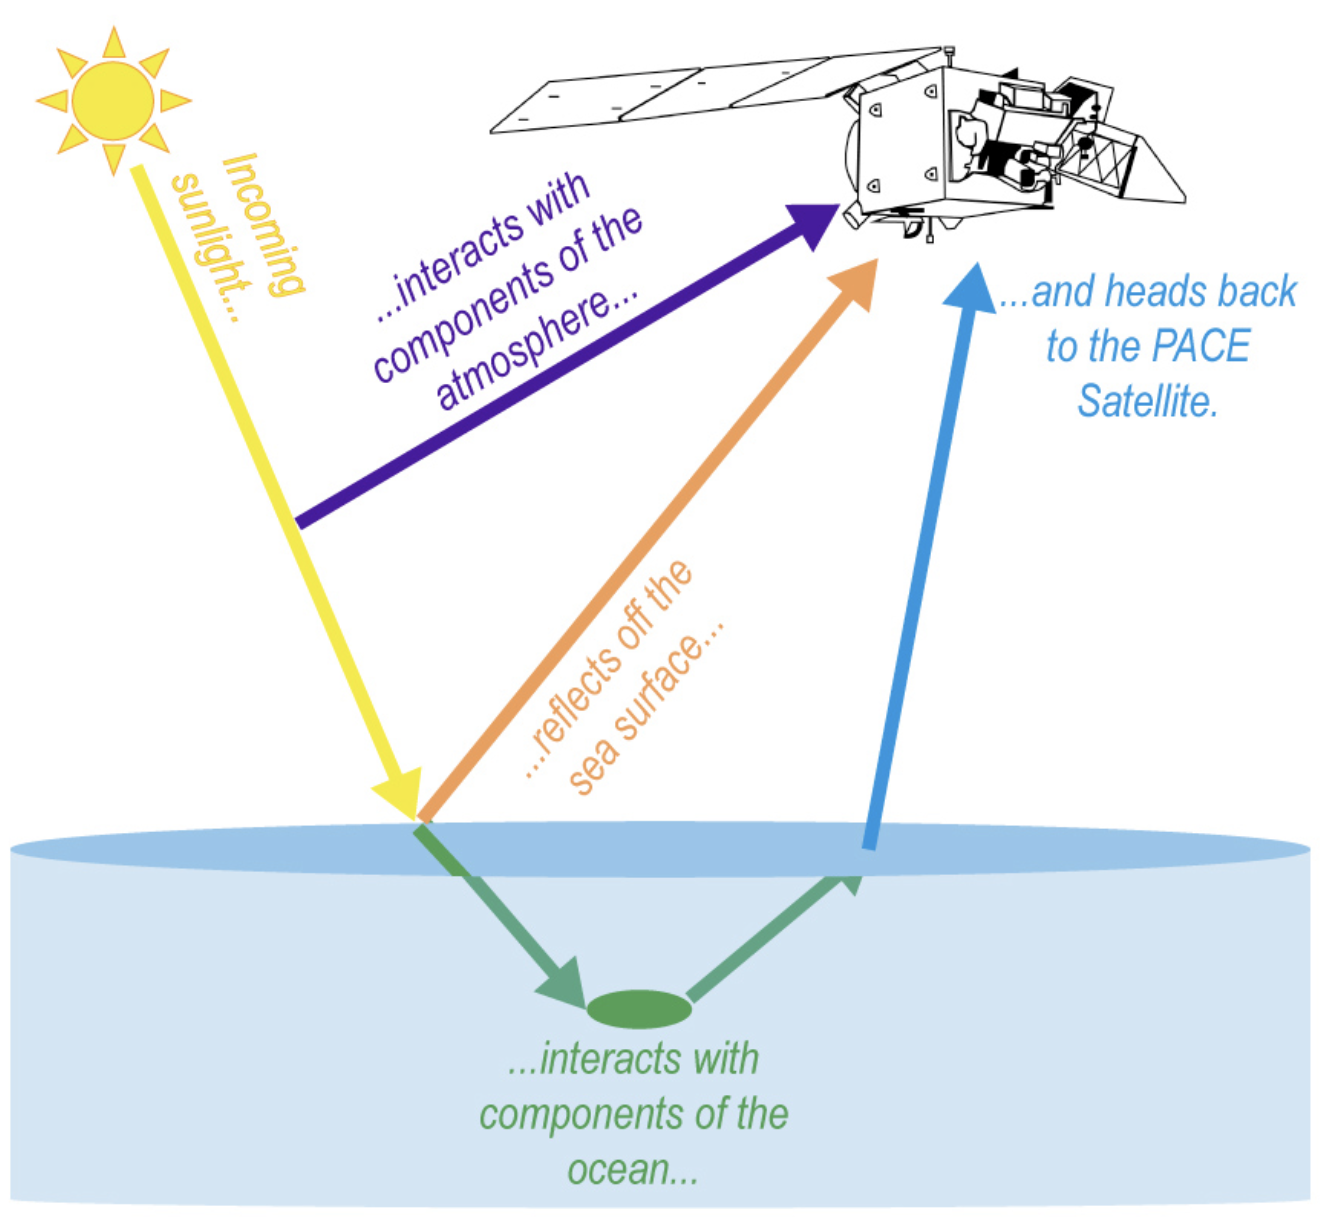 Incoming
sunlight...
...interacts with
components of the
atmosphere...
...reflects off the
sea surface...
...interacts with
components of the
ocean...
...and heads back
to the PACE
Satellite.